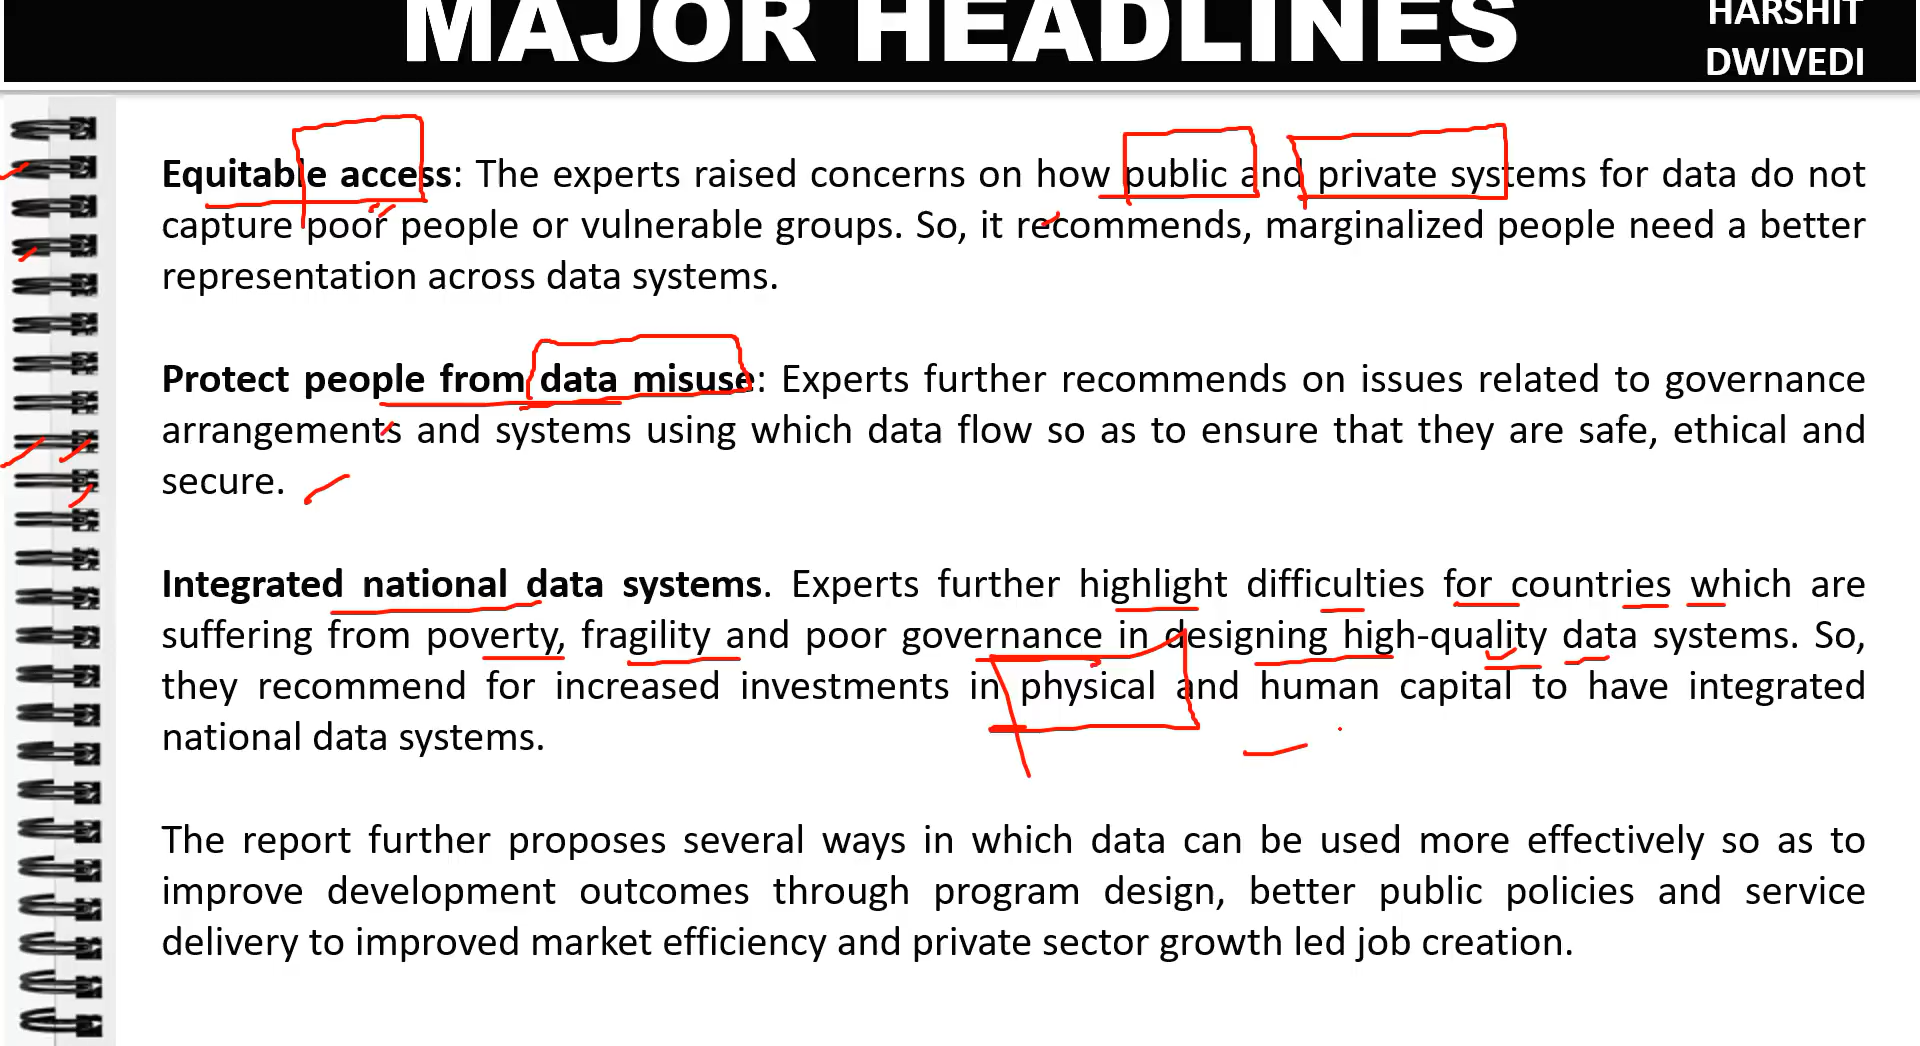 MAJOR HEADLINES
HARSHIT
DWIVEDI
Equitable access: The experts raised concerns on how public and private systems for data do not
capture poor people or vulnerable groups. So, it recommends, marginalized people need a better
representation across data systems.
Protect people from data misuse: Experts further recommends on issues related to governance
arrangements and systems using which data flow so as to ensure that they are safe, ethical and
secure.
Integrated national data systems. Experts further highlight difficulties for countries which are
suffering from poverty, fragility and poor governance in designing high-quality data systems. So,
they recommend for increased investments in physical and human capital to have integrated
national data systems.
The report further proposes several ways in which data can be used more effectively so as to
improve development outcomes through program design, better public policies and service
delivery to improved market efficiency and private sector growth led job creation.